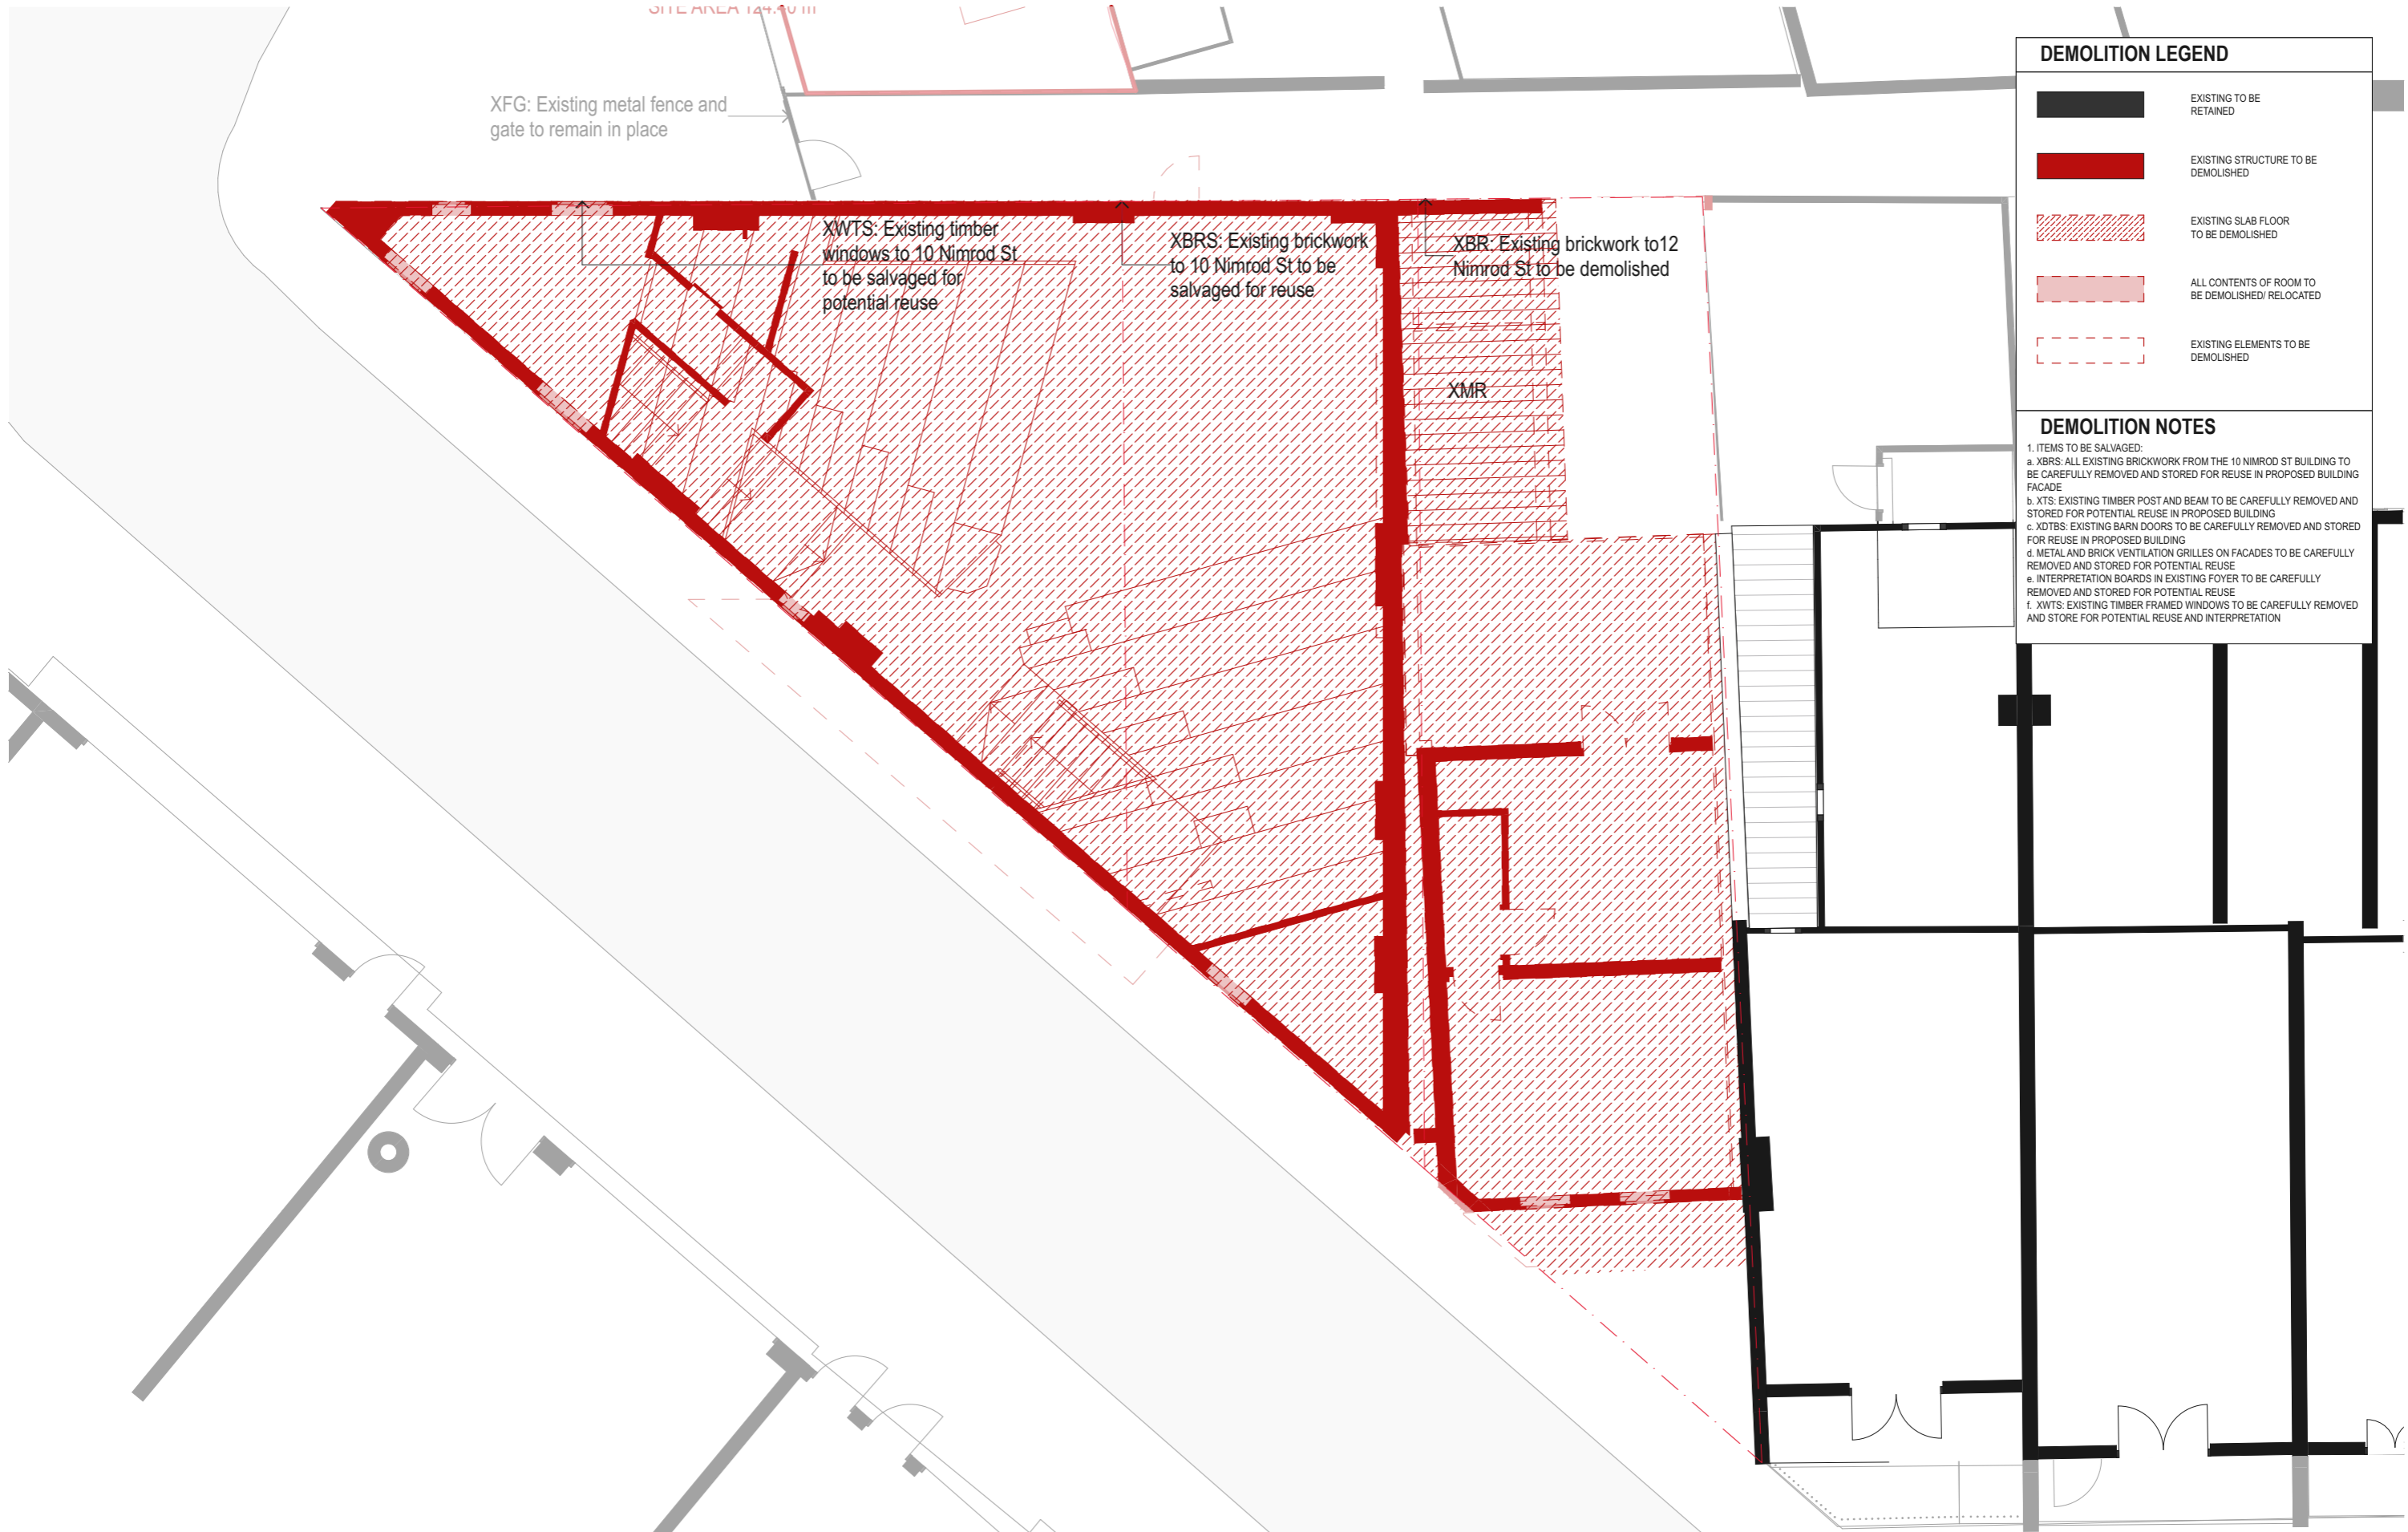 SITE AREA 124.40 m
XFG: Existing metal fence and
gate to remain in place
XWTS: Existing timber
windows to 10 Nimrod St
to be salvaged for
potential reuse
XBRS: Existing brickwork
to 10 Nimrod St to be
salvaged for reuse
XBR: Existing brickwork to12
Nimrod St to be demolished
XMR
DEMOLITION LEGEND
EXISTING TO BE
RETAINED
EXISTING STRUCTURE TO BE
DEMOLISHED
EXISTING SLAB FLOOR
TO BE DEMOLISHED
ALL CONTENTS OF ROOM TO
BE DEMOLISHED/ RELOCATED
EXISTING ELEMENTS TO BE
DEMOLISHED
DEMOLITION NOTES
1. ITEMS TO BE SALVAGED:
a. XBRS: ALL EXISTING BRICKWORK FROM THE 10 NIMROD ST BUILDING TO
BE CAREFULLY REMOVED AND STORED FOR REUSE IN PROPOSED BUILDING
FACADE
b. XTS: EXISTING TIMBER POST AND BEAM TO BE CAREFULLY REMOVED AND
STORED FOR POTENTIAL REUSE IN PROPOSED BUILDING
c. XDTBS: EXISTING BARN DOORS TO BE CAREFULLY REMOVED AND STORED
FOR REUSE IN PROPOSED BUILDING
d. METAL AND BRICK VENTILATION GRILLES ON FACADES TO BE CAREFULLY
REMOVED AND STORED FOR POTENTIAL REUSE
e. INTERPRETATION BOARDS IN EXISTING FOYER TO BE CAREFULLY
REMOVED AND STORED FOR POTENTIAL REUSE
f. XWTS: EXISTING TIMBER FRAMED WINDOWS TO BE CAREFULLY REMOVED
AND STORE FOR POTENTIAL REUSE AND INTERPRETATION